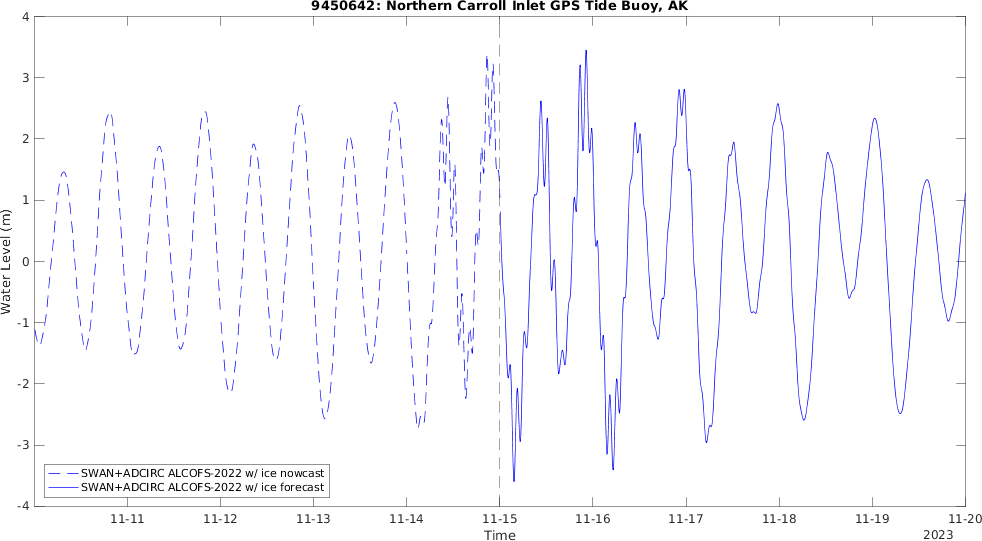 9450642: Northern Carroll Inlet GPS Tide Buoy, AK
4
3
2
1
0
-1
-2
-3
-4
Water Level (m)
SWAN+ADCIRC ALCOFS-2022 w/ ice nowcast
SWAN+ADCIRC ALCOFS-2022 w/ ice forecast
11-11 11-12 11-13 11-14 11-15 11-16 11-17 11-18 11-19 11-20
Time
2023